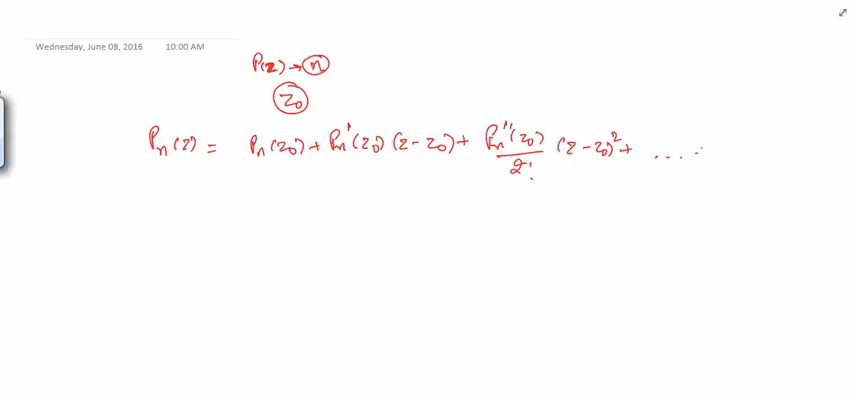 Wednesday, June 08, 2016 10:00 AM
P(z) → n
z₀
Pₙ(z) = Pₙ(z₀) + Pₙ'(z₀) (z - z₀) + Pₙ''(z₀)/2! (z - z₀)² + .....